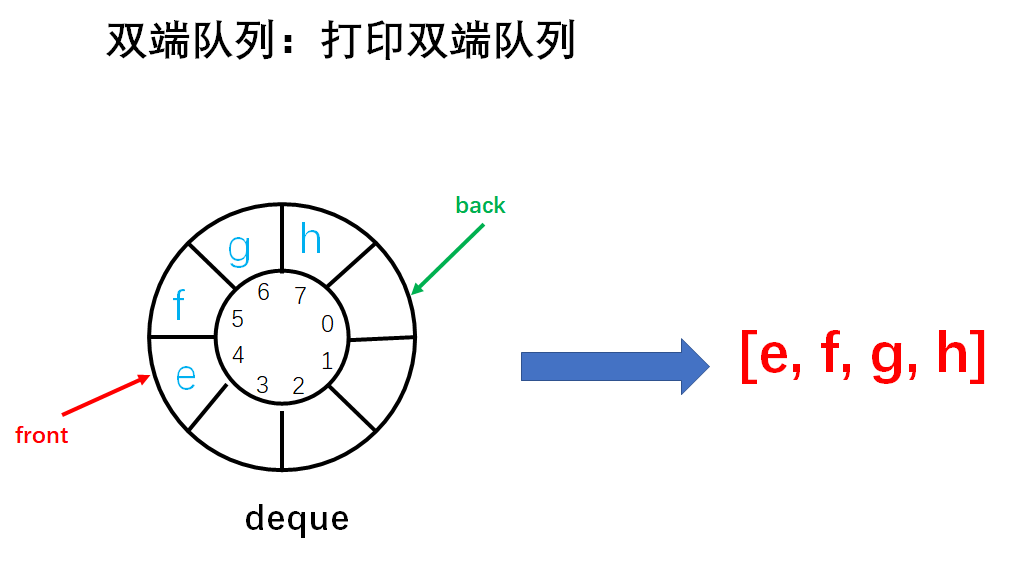 双端队列：打印双端队列
back
g h
f
6 7
5 0
4 1
3 2
e
[e, f, g, h]
front
deque